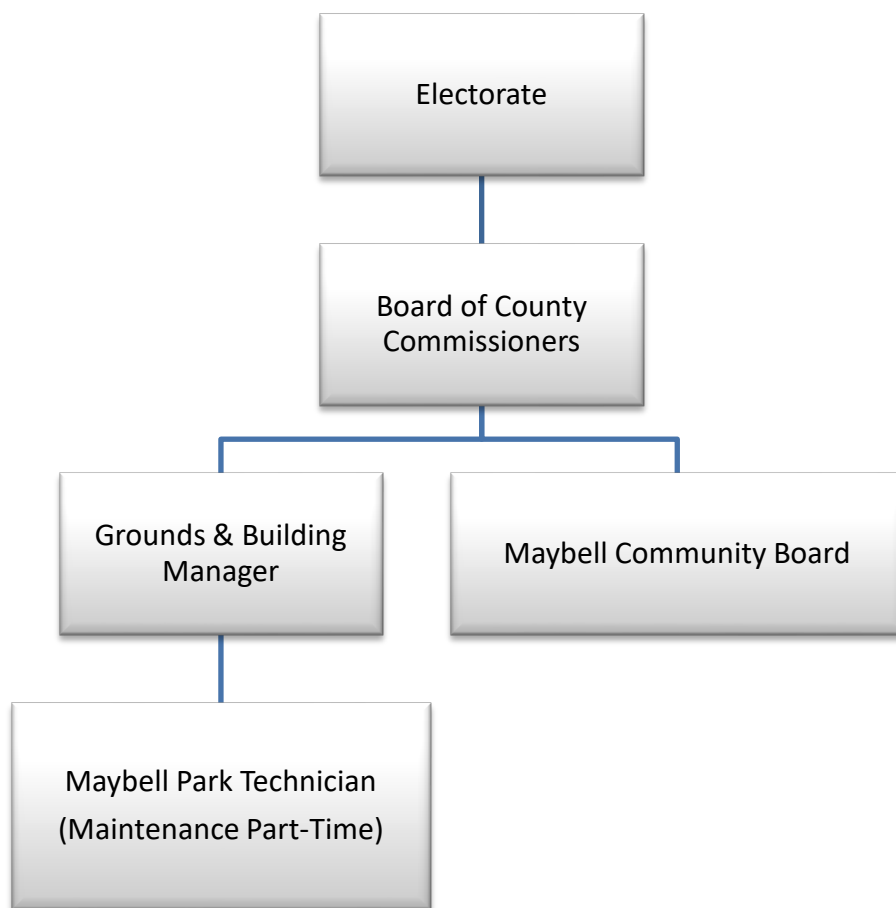 Electorate
Board of County
Commissioners
Grounds & Building
Manager
Maybell Community Board
Maybell Park Technician
(Maintenance Part-Time)